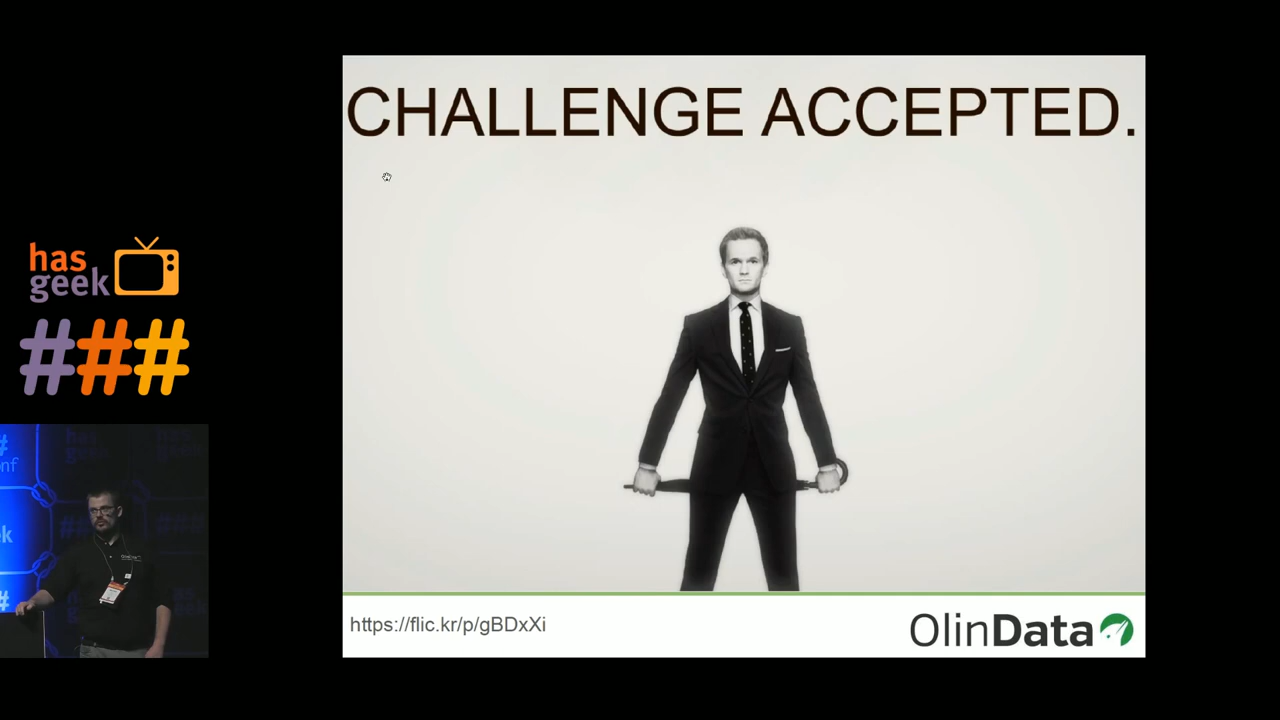 CHALLENGE ACCEPTED.
has
geek
###
https://flic.kr/p/gBDxXi
OlinData